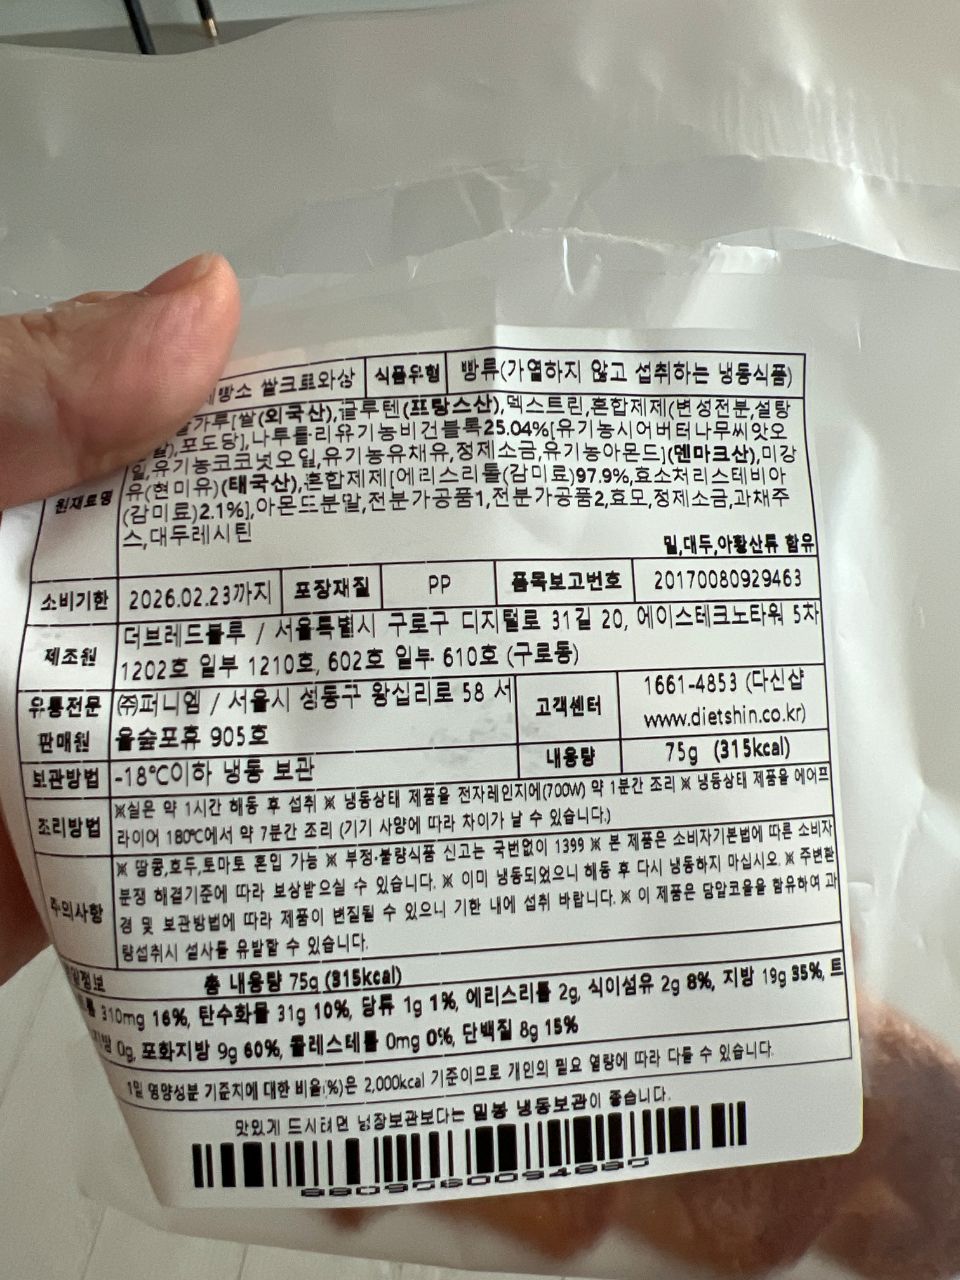 빵소 쌀크로와상 식품유형 빵류(가열하지 않고 섭취하는 냉동식품)
가루[쌀(외국산),글루텐(프랑스산),덱스트린,혼합제제(변성전분,설탕
포도당],나투틀리유기농비건블록25.04%[유기농시어버터나무씨앗오
일,유기농코코넛오일,유기농유채유,정제소금,유기농아몬드](덴마크산),미강
원재료명 유(현미유)(태국산),혼합제제[에리스리톨(감미료)97.9%,효소처리스테비아
(감미료)2.1%],아몬드분말,전분가공품1,전분가공품2,효모,정제소금,과채주
스,대두레시틴
밀,대두,아황산류 함유
소비기한 2026.02.23까지 포장재질 PP 품목보고번호 20170080929463
제조원 더브레드블루 / 서울특별시 구로구 디지털로 31길 20, 에이스테크노타워 5차
1202호 일부 1210호, 602호 일부 610호 (구로동)
유통전문 ㈜퍼니엠 / 서울시 성동구 왕십리로 58 서 고객센터 1661-4853 (다신샵
판매원 울숲포휴 905호 www.dietshin.co.kr)
보관방법 -18℃이하 냉동 보관 내용량 75g (315kcal)
조리방법 ※실온 약 1시간 해동 후 섭취 ※ 냉동상태 제품을 전자레인지에(700W) 약 1분간 조리 ※ 냉동상태 제품을 에어프
라이어 180℃에서 약 7분간 조리 (기기 사양에 따라 차이가 날 수 있습니다.)
※ 땅콩,호두,토마토 혼입 가능 ※ 부정·불량식품 신고는 국번없이 1399 ※ 본 제품은 소비자기본법에 따른 소비자
주의사항 분쟁 해결기준에 따라 보상받으실 수 있습니다. ※ 이미 냉동되었으니 해동 후 다시 냉동하지 마십시오. ※ 주변환
경 및 보관방법에 따라 제품이 변질될 수 있으니 기한 내에 섭취 바랍니다. ※ 이 제품은 당알코올을 함유하여 과
량섭취시 설사를 유발할 수 있습니다.
정보 총 내용량 75g (315kcal)
310mg 16%, 탄수화물 31g 10%, 당류 1g 1%, 에리스리톨 2g, 식이섬유 2g 8%, 지방 19g 35%, 트
0g, 포화지방 9g 60%, 콜레스테롤 0mg 0%, 단백질 8g 15%
1일 영양성분 기준치에 대한 비율(%)은 2,000kcal 기준이므로 개인의 필요 열량에 따라 다를 수 있습니다.
맛있게 드시려면 냉장보관보다는 밀봉 냉동보관이 좋습니다.